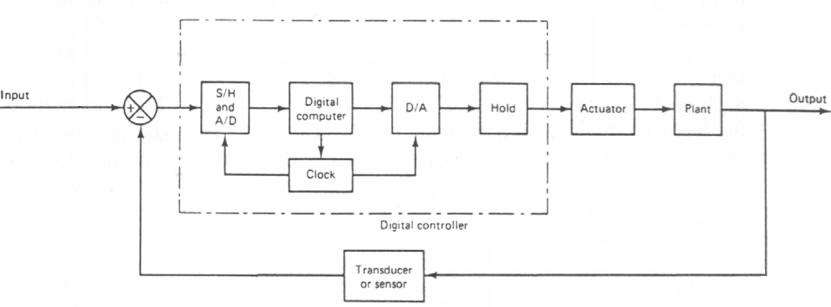 Input
+
−
S/H
and
A/D
Digital
computer
D/A
Hold
Actuator
Plant
Output
Clock
Digital controller
Transducer
or sensor